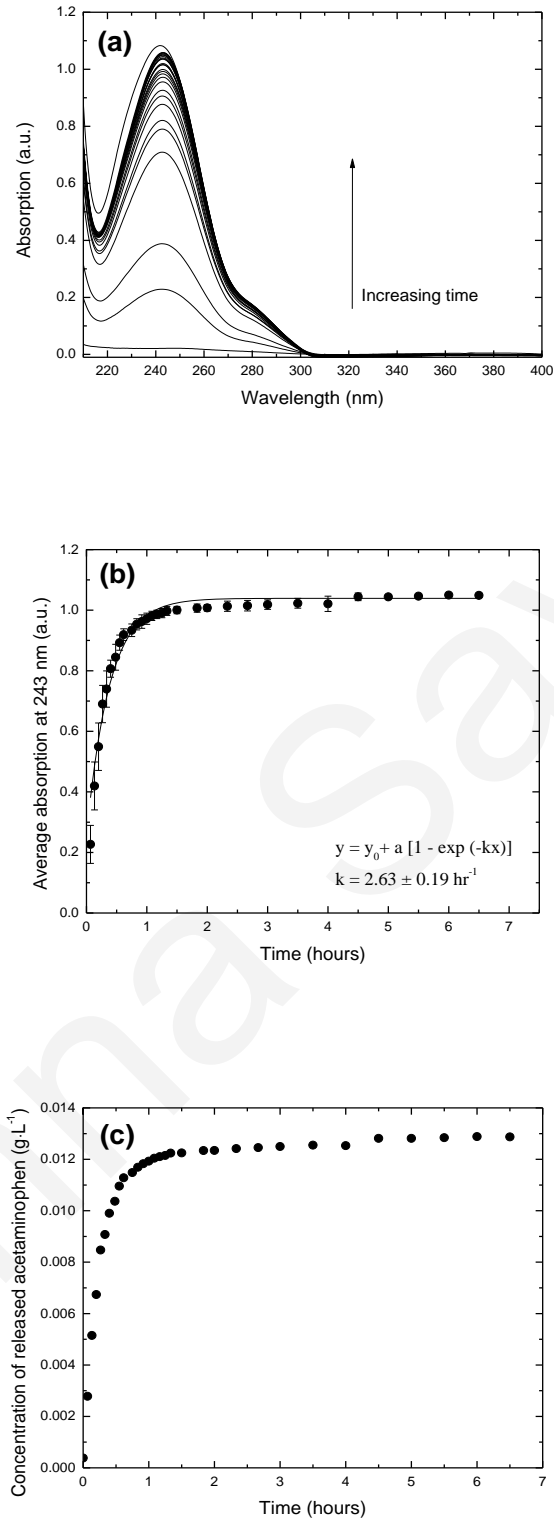 (a)
1.2
1.0
0.8
0.6
0.4
0.2
0.0
Absorption (a.u.)
Increasing time
220 240 260 280 300 320 340 360 380 400
Wavelength (nm)
(b)
1.2
1.0
0.8
0.6
0.4
0.2
0.0
Average absorption at 243 nm (a.u.)
y = y₀+ a [1 - exp (-kx)]
k = 2.63 ± 0.19 hr⁻¹
0 1 2 3 4 5 6 7
Time (hours)
(c)
0.014
0.012
0.010
0.008
0.006
0.004
0.002
0.000
Concentration of released acetaminophen (g·L⁻¹)
0 1 2 3 4 5 6 7
Time (hours)